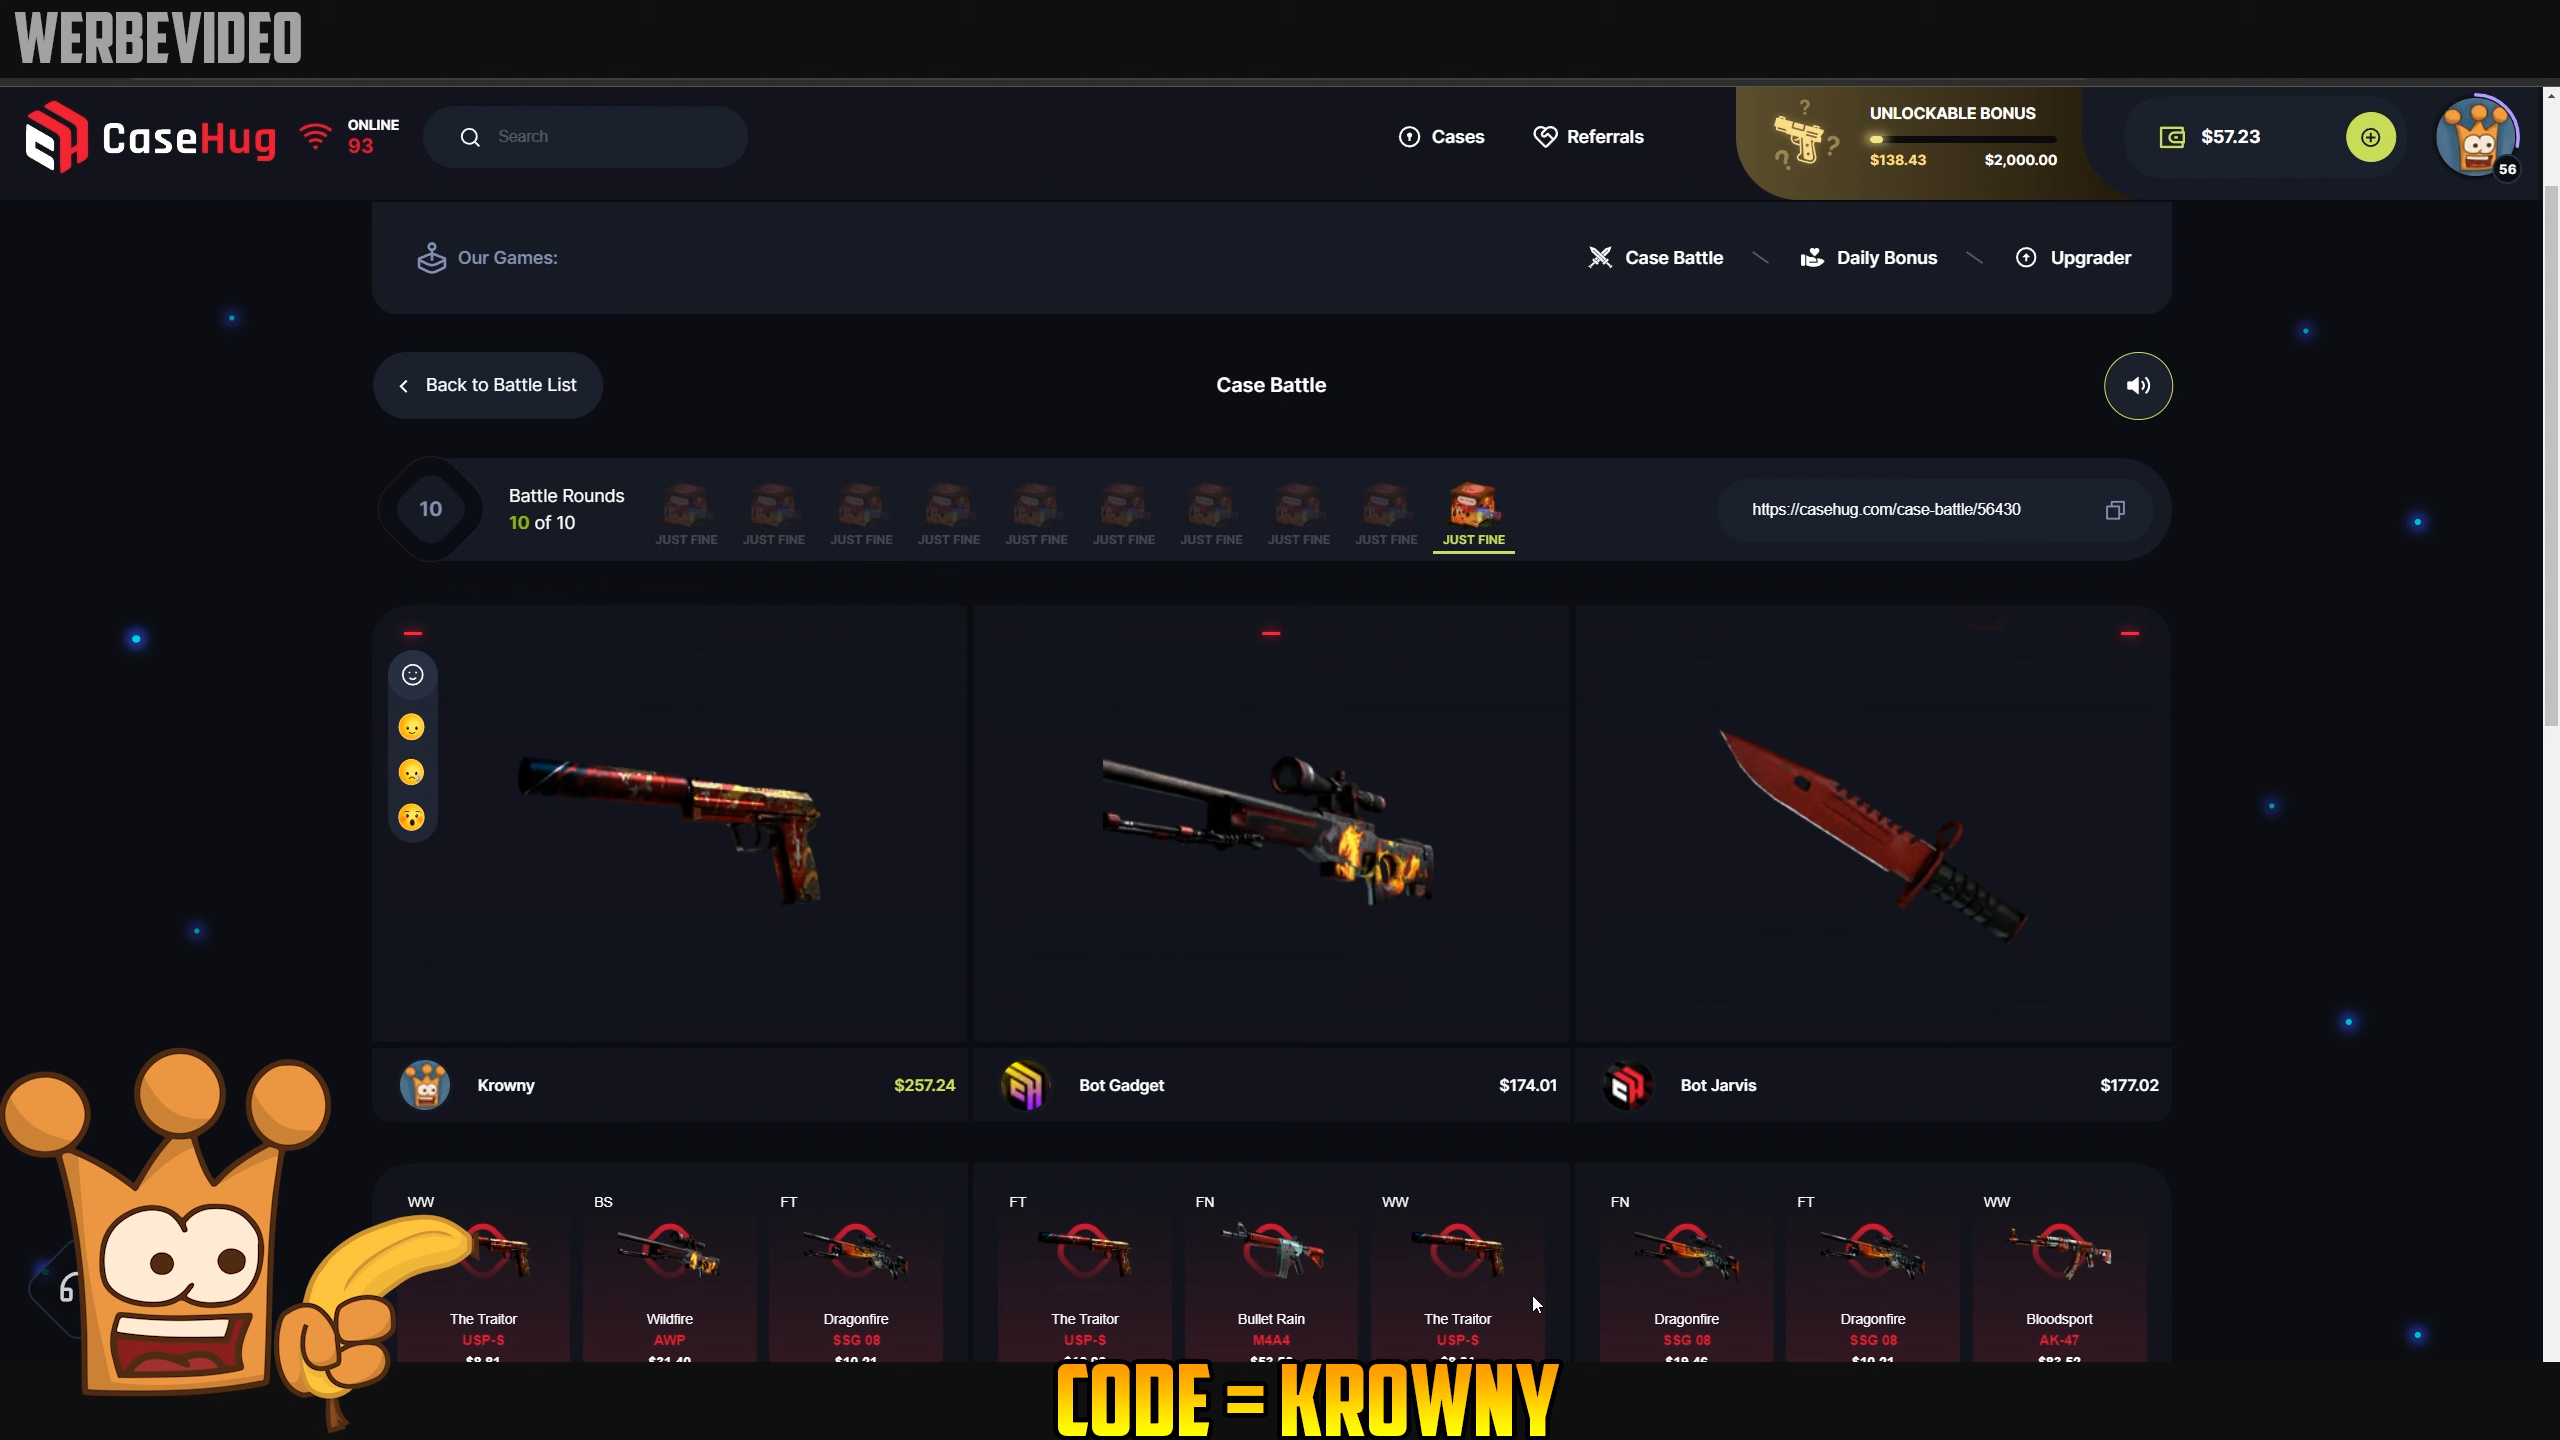 WERBEVIDEO
CaseHug
ONLINE
93
Search
Cases
Referrals
UNLOCKABLE BONUS
$138.43
$2,000.00
$57.23
56
Our Games:
Case Battle
Daily Bonus
Upgrader
Back to Battle List
Case Battle
10
Battle Rounds
10 of 10
JUST FINE
JUST FINE
JUST FINE
JUST FINE
JUST FINE
JUST FINE
JUST FINE
JUST FINE
JUST FINE
JUST FINE
https://casehug.com/case-battle/56430
Krowny
$257.24
Bot Gadget
$174.01
Bot Jarvis
$177.02
WW
BS
FT
FT
FN
WW
FN
FT
WW
The Traitor
USP-S
Wildfire
AWP
Dragonfire
SSG 08
The Traitor
USP-S
Bullet Rain
M4A4
The Traitor
USP-S
Dragonfire
SSG 08
Dragonfire
SSG 08
Bloodsport
AK-47
CODE = KROWNY